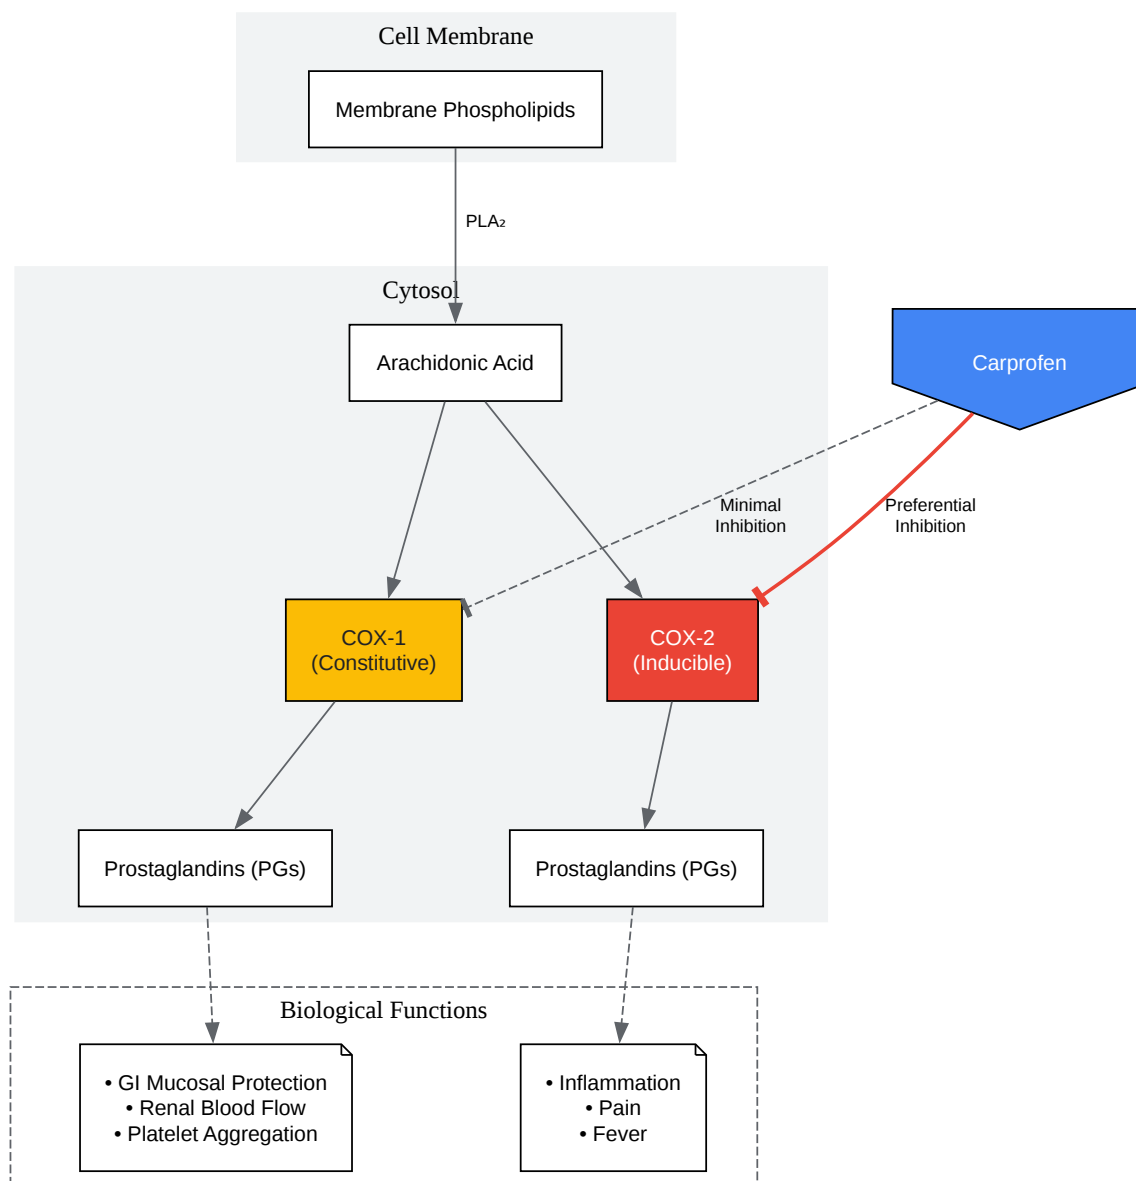 Cell Membrane
Membrane Phospholipids
PLA₂
Cytosol
Arachidonic Acid
Carprofen
Minimal
Inhibition
Preferential
Inhibition
COX-1
(Constitutive)
COX-2
(Inducible)
Prostaglandins (PGs)
Prostaglandins (PGs)
Biological Functions
• GI Mucosal Protection
• Renal Blood Flow
• Platelet Aggregation
• Inflammation
• Pain
• Fever